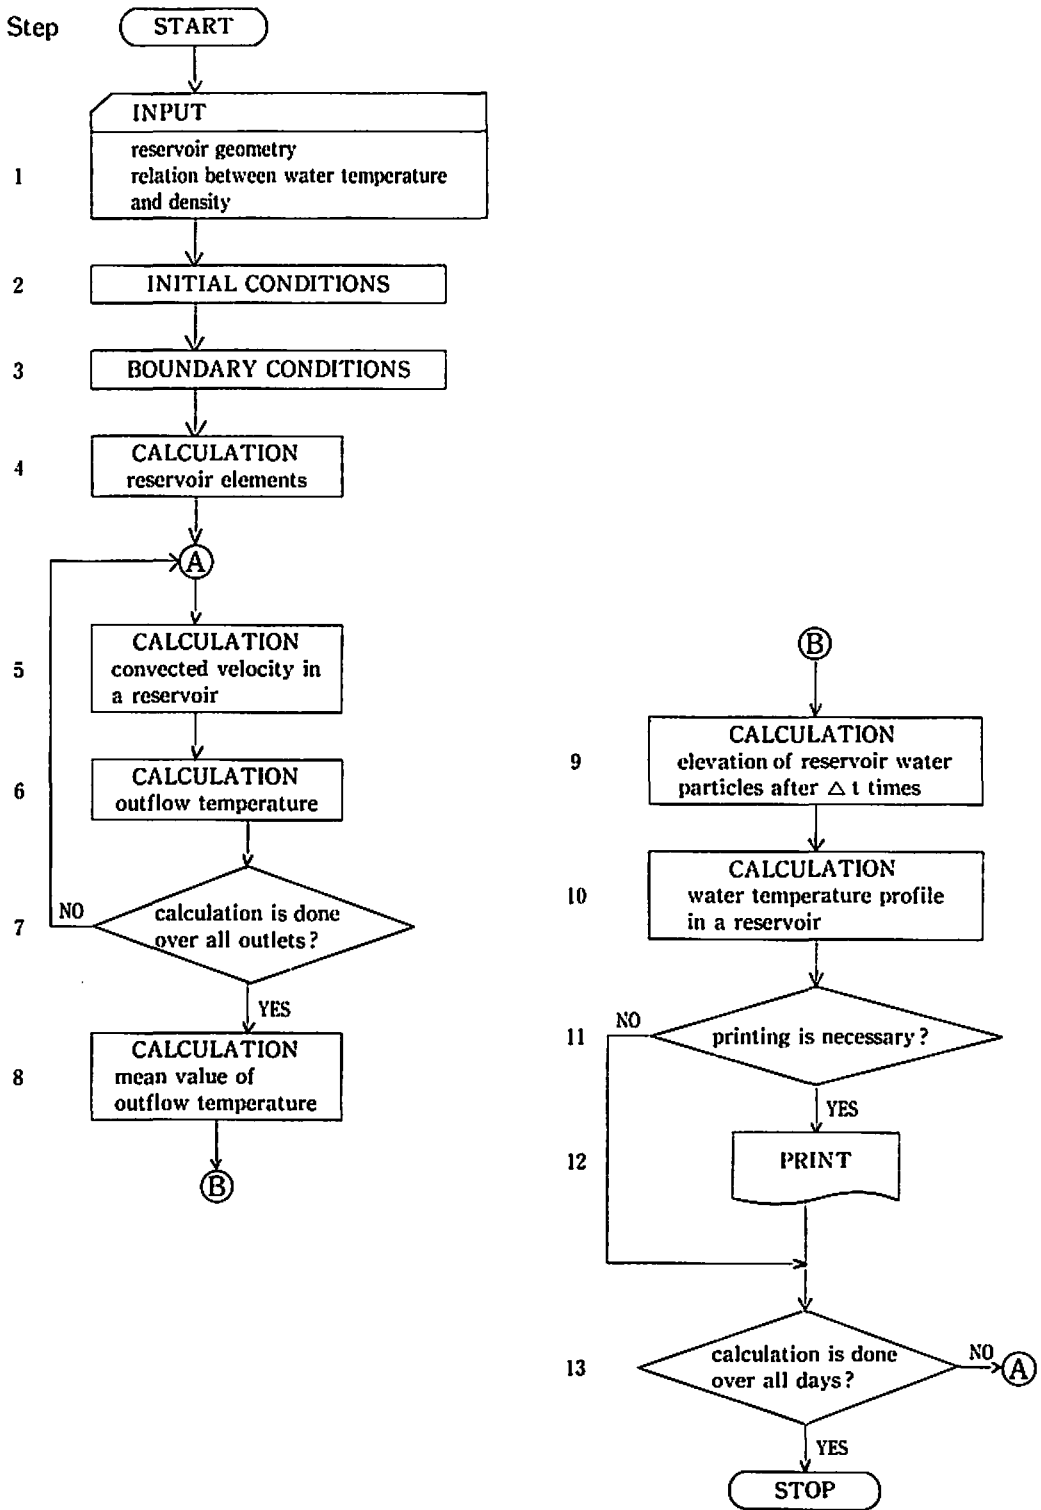 Step
START
INPUT
1
reservoir geometry
relation between water temperature
and density
2
INITIAL CONDITIONS
3
BOUNDARY CONDITIONS
4
CALCULATION
reservoir elements
A
5
CALCULATION
convected velocity in
a reservoir
6
CALCULATION
outflow temperature
7
NO
calculation is done
over all outlets?
YES
8
CALCULATION
mean value of
outflow temperature
B
B
9
CALCULATION
elevation of reservoir water
particles after △ t times
10
CALCULATION
water temperature profile
in a reservoir
11
NO
printing is necessary?
YES
12
PRINT
13
calculation is done
over all days?
NO
A
YES
STOP